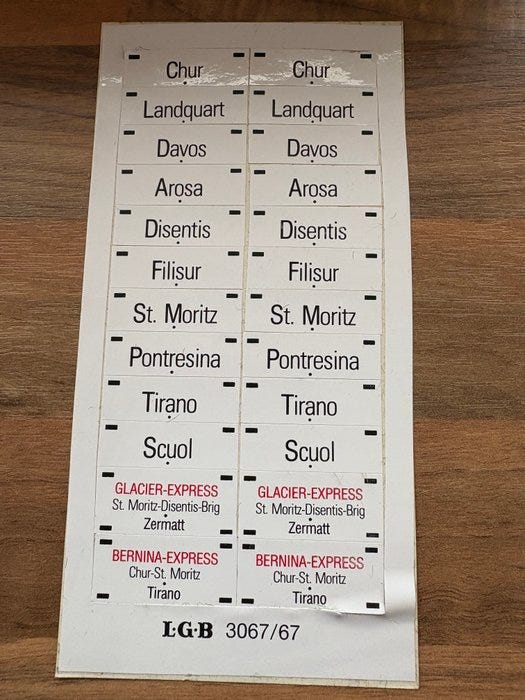 Chur Chur
Landquart Landquart
Davos Davos
Arosa Arosa
Disentis Disentis
Filisur Filisur
St. Moritz St. Moritz
Pontresina Pontresina
Tirano Tirano
Scuol Scuol
GLACIER-EXPRESS GLACIER-EXPRESS
St. Moritz-Disentis-Brig St. Moritz-Disentis-Brig
Zermatt Zermatt
BERNINA-EXPRESS BERNINA-EXPRESS
Chur-St. Moritz Chur-St. Moritz
Tirano Tirano
L·G·B 3067/67